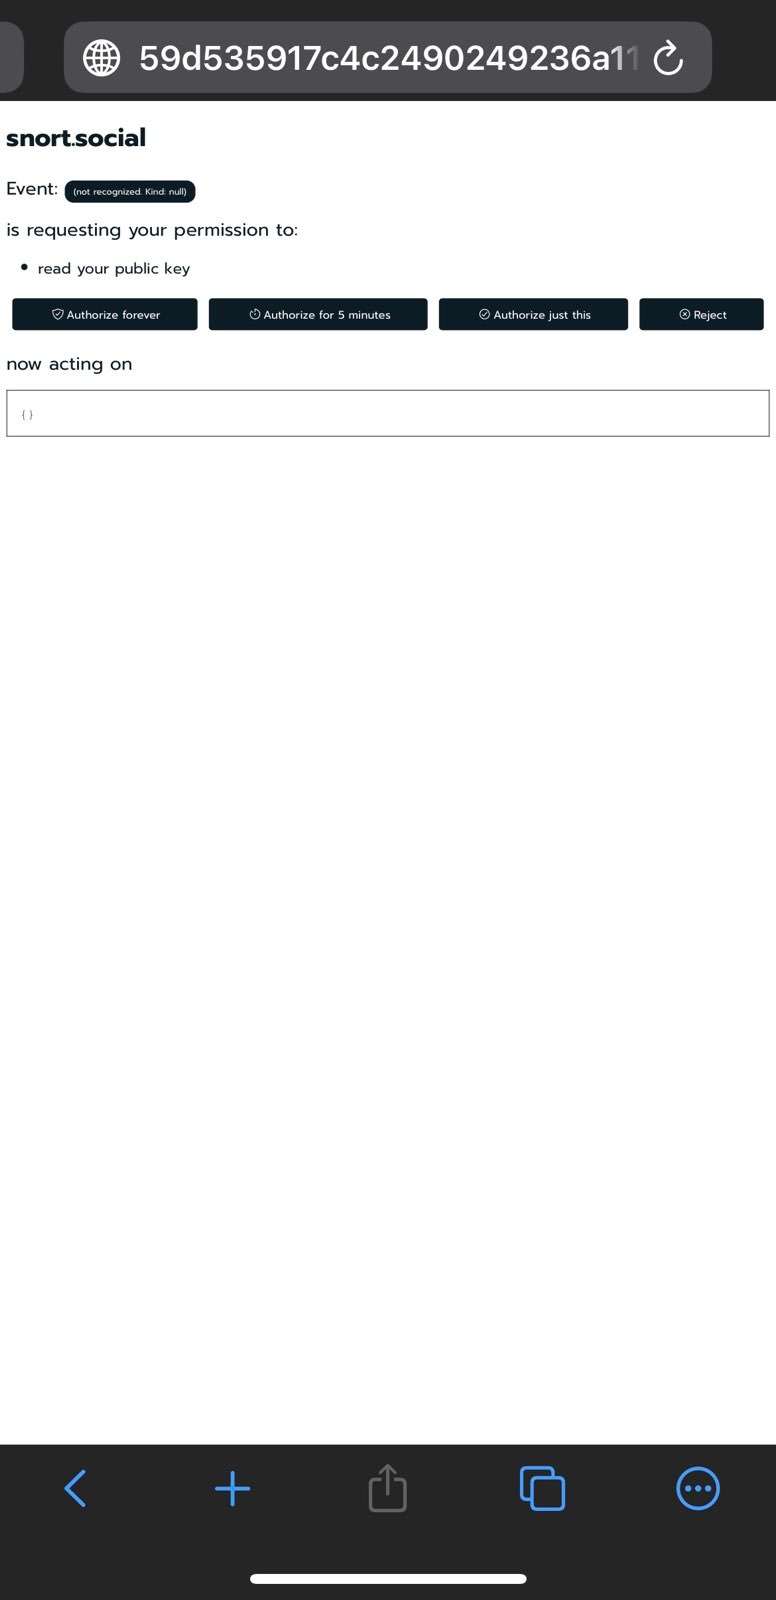 59d535917c4c2490249236a11
snort.social
Event: (not recognized. Kind: null)
is requesting your permission to:
• read your public key
Authorize forever Authorize for 5 minutes Authorize just this Reject
now acting on
{}